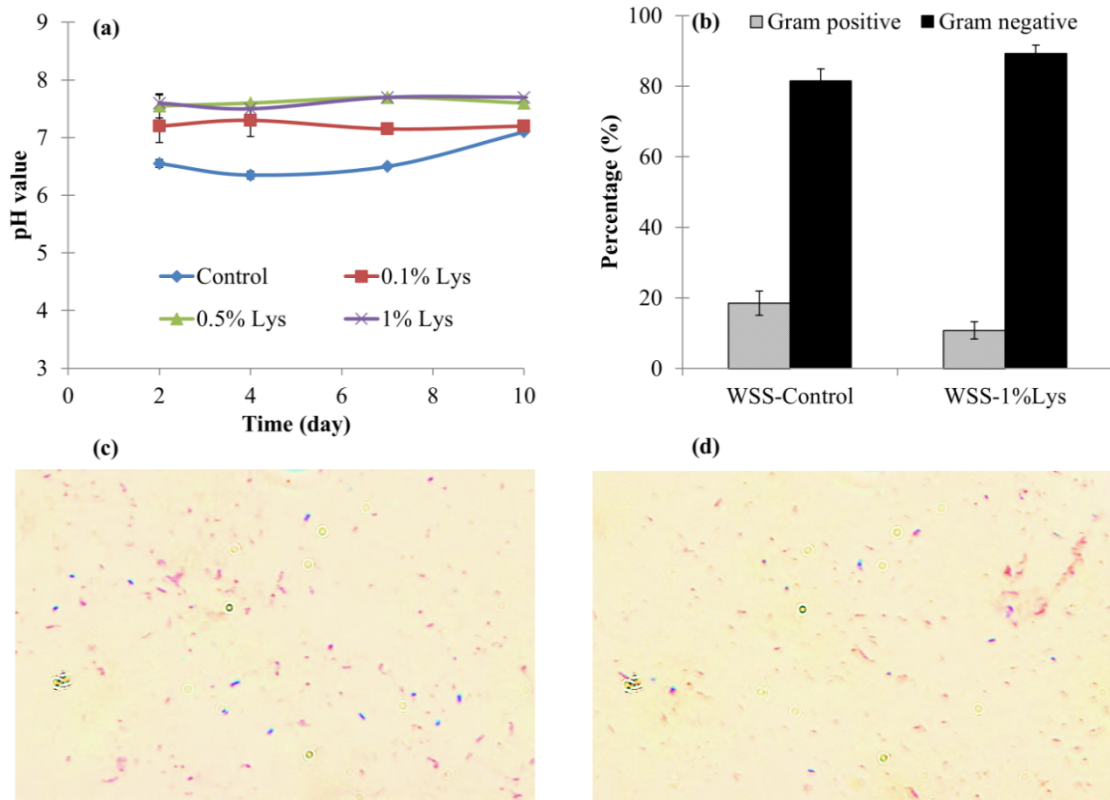 (a)
9
8
7
6
5
4
3
pH value
0 2 4 6 8 10
Time (day)
Control 0.1% Lys
0.5% Lys 1% Lys
(b)
Gram positive Gram negative
100
80
60
40
20
0
Percentage (%)
WSS-Control WSS-1%Lys
(c)
(d)